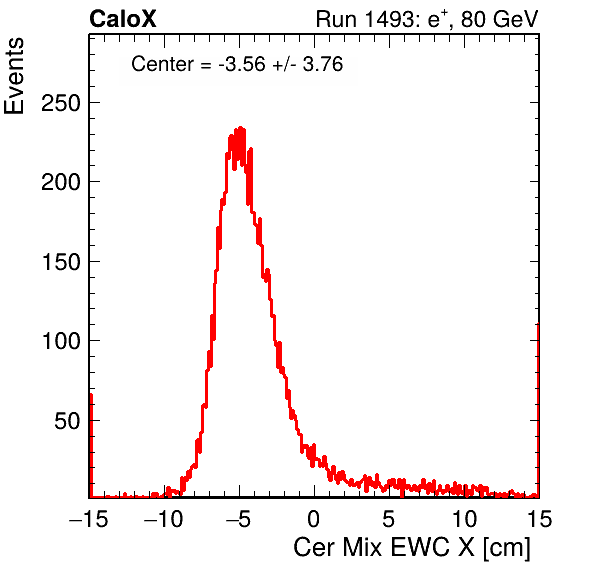 CaloX Run 1493: e⁺, 80 GeV
Center = -3.56 +/- 3.76
Events
250
200
150
100
50
−15 −10 −5 0 5 10 15
Cer Mix EWC X [cm]